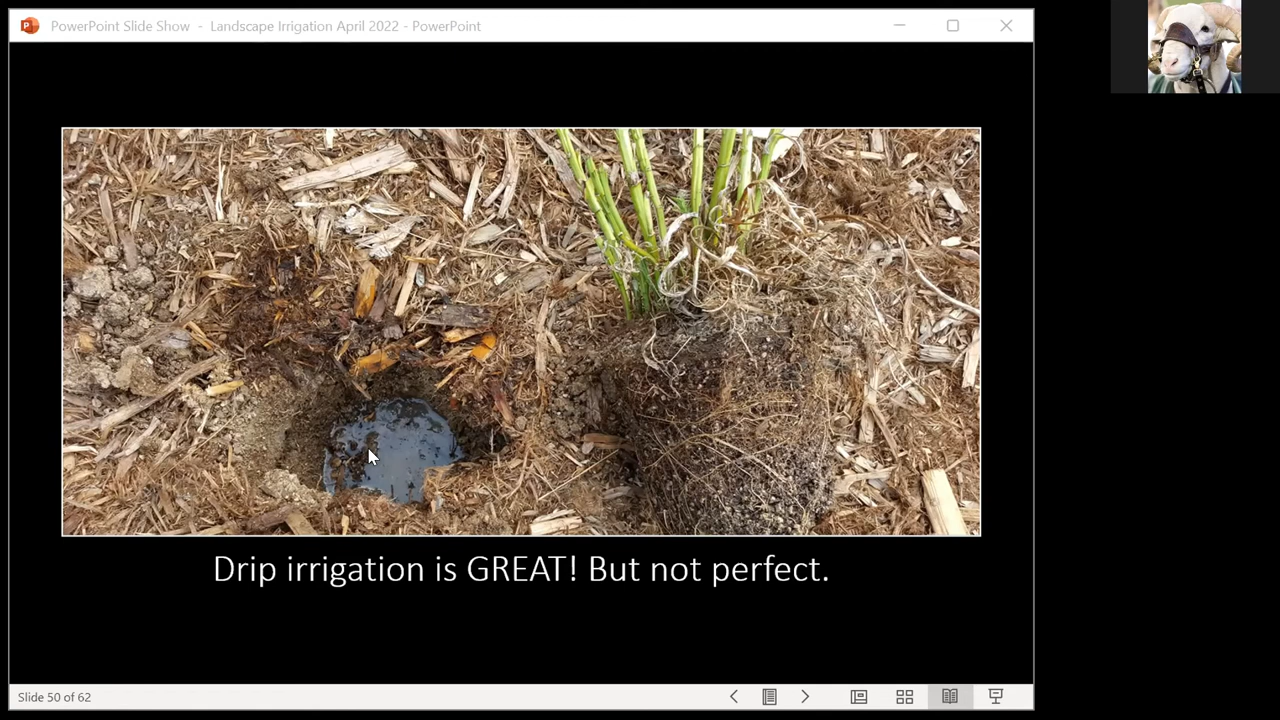 PowerPoint Slide Show - Landscape Irrigation April 2022 - PowerPoint
Drip irrigation is GREAT! But not perfect.
Slide 50 of 62